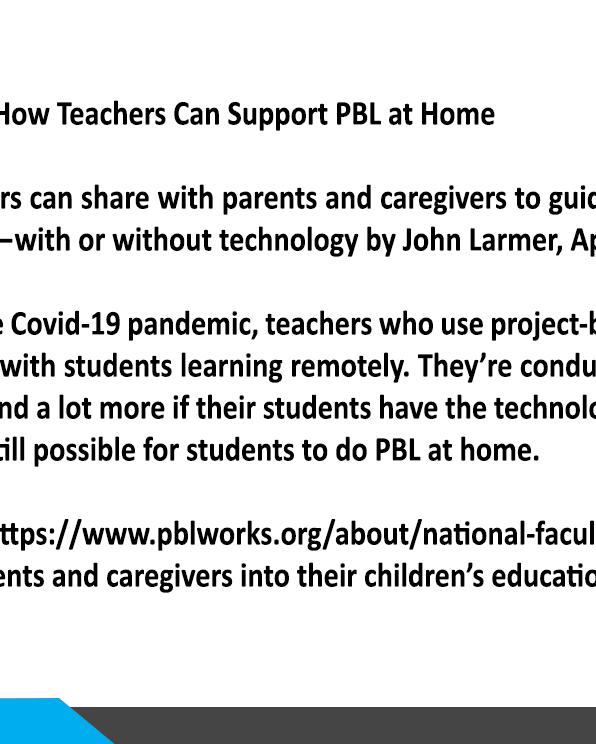 How Teachers Can Support PBL at Home
rs can share with parents and caregivers to guid
–with or without technology by John Larmer, Ap
e Covid-19 pandemic, teachers who use project-b
with students learning remotely. They’re condu
nd a lot more if their students have the technolo
till possible for students to do PBL at home.
ttps://www.pblworks.org/about/national-facul
ents and caregivers into their children’s educatio